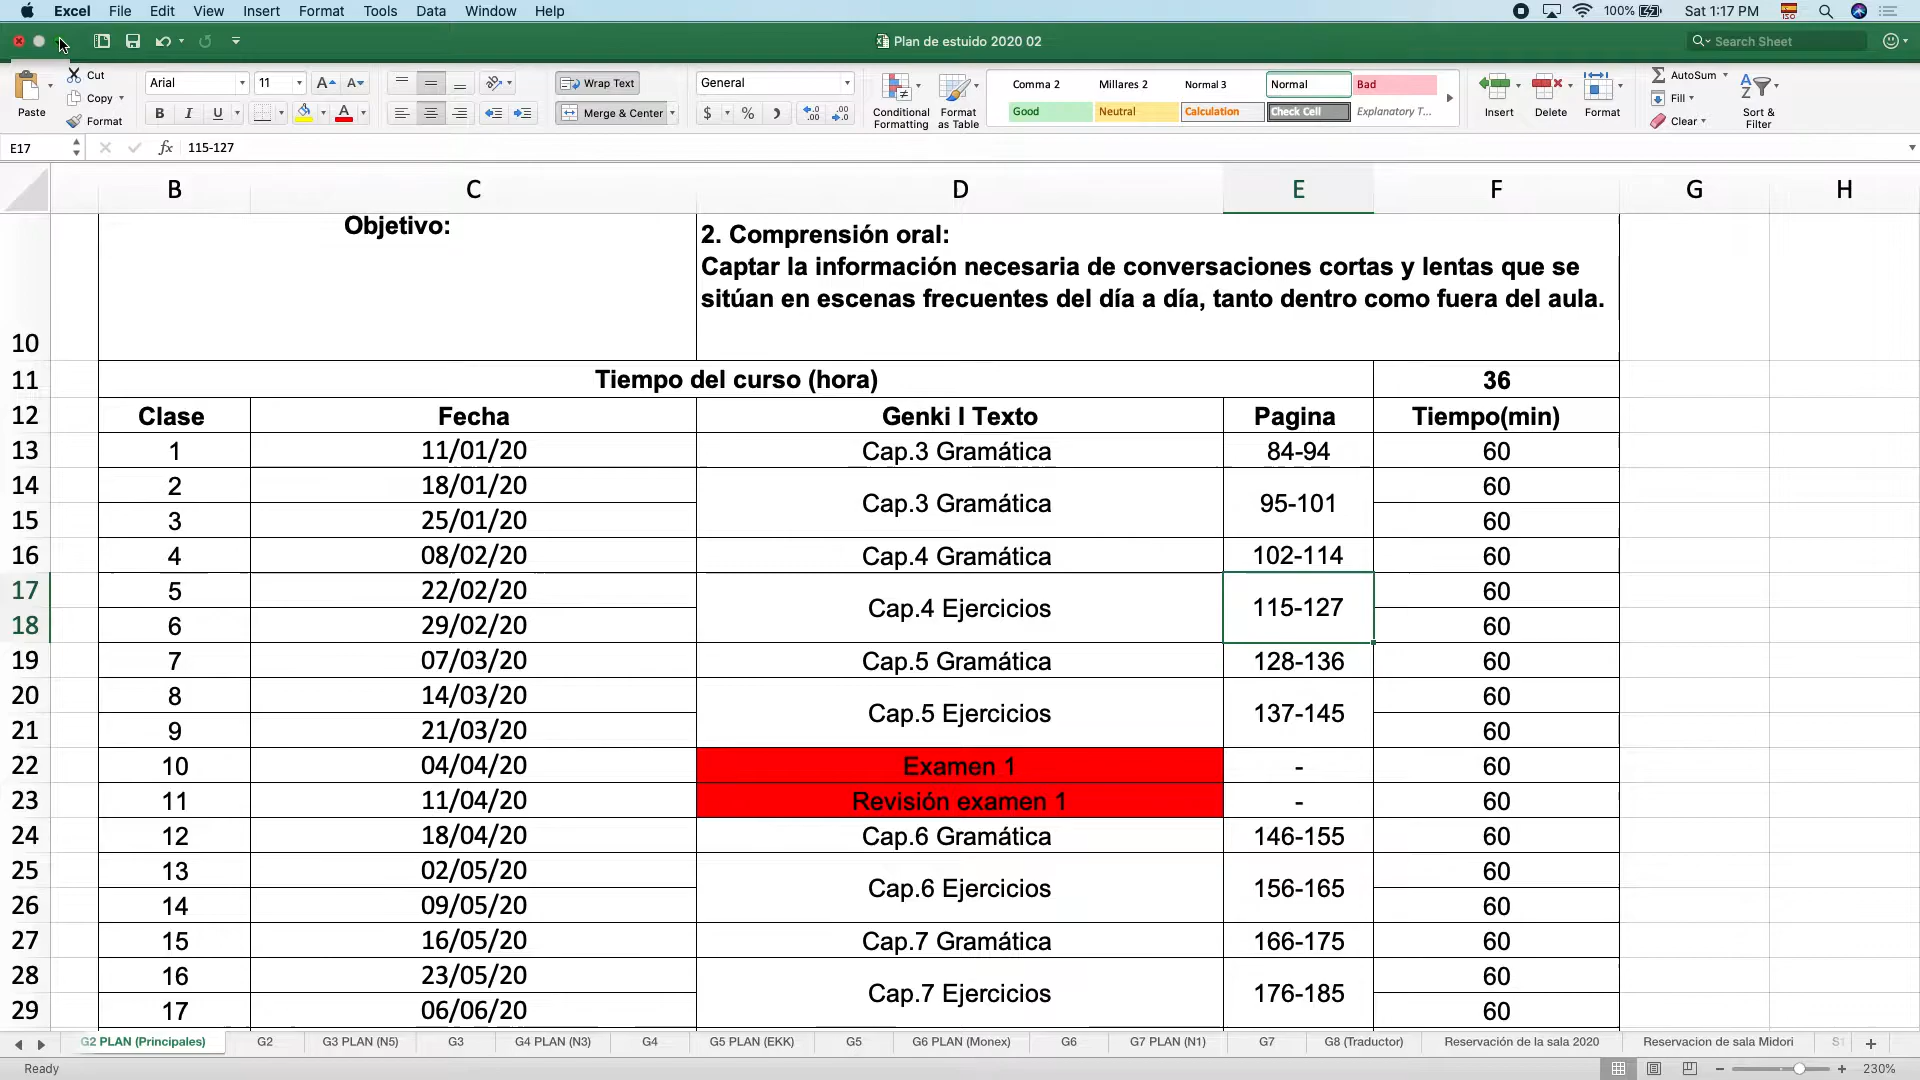 Excel File Edit View Insert Format Tools Data Window Help 100% Sat 1:17 PM ISO
Plan de estuido 2020 02 Search Sheet
Paste Cut Copy Format
Arial 11 A A
B I U A
Wrap Text
Merge & Center
General
$ %
Conditional Formatting
Format as Table
Comma 2 Millares 2 Normal 3 Normal Bad
Good Neutral Calculation Check Cell Explanatory T...
Insert Delete Format
AutoSum
Fill
Clear
Sort & Filter
E17 fx 115-127
B C D E F G H
Objetivo:
2. Comprensión oral:
Captar la información necesaria de conversaciones cortas y lentas que se
sitúan en escenas frecuentes del día a día, tanto dentro como fuera del aula.
10
11 Tiempo del curso (hora) 36
12 Clase Fecha Genki I Texto Pagina Tiempo(min)
13 1 11/01/20 Cap.3 Gramática 84-94 60
14 2 18/01/20 60
Cap.3 Gramática 95-101
15 3 25/01/20 60
16 4 08/02/20 Cap.4 Gramática 102-114 60
17 5 22/02/20 60
Cap.4 Ejercicios 115-127
18 6 29/02/20 60
19 7 07/03/20 Cap.5 Gramática 128-136 60
20 8 14/03/20 60
Cap.5 Ejercicios 137-145
21 9 21/03/20 60
22 10 04/04/20 Examen 1 - 60
23 11 11/04/20 Revisión examen 1 - 60
24 12 18/04/20 Cap.6 Gramática 146-155 60
25 13 02/05/20 60
Cap.6 Ejercicios 156-165
26 14 09/05/20 60
27 15 16/05/20 Cap.7 Gramática 166-175 60
28 16 23/05/20 60
Cap.7 Ejercicios 176-185
29 17 06/06/20 60
G2 PLAN (Principales) G2 G3 PLAN (N5) G3 G4 PLAN (N3) G4 G5 PLAN (EKK) G5 G6 PLAN (Monex) G6 G7 PLAN (N1) G7 G8 (Traductor) Reservación de la sala 2020 Reservacion de sala Midori
Ready 230%